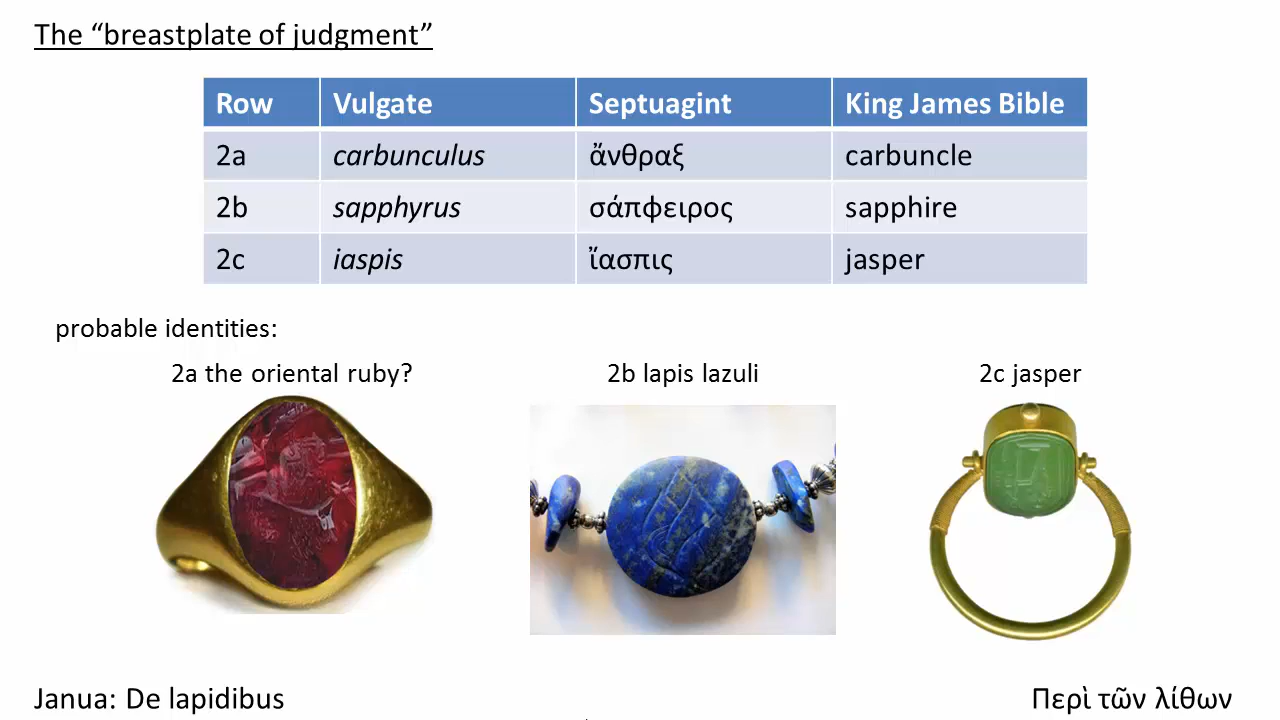 The “breastplate of judgment”
Row Vulgate Septuagint King James Bible
2a carbunculus ἄνθραξ carbuncle
2b sapphyrus σάπφειρος sapphire
2c iaspis ἴασπις jasper
probable identities:
2a the oriental ruby? 2b lapis lazuli 2c jasper
Janua: De lapidibus Περὶ τῶν λίθων